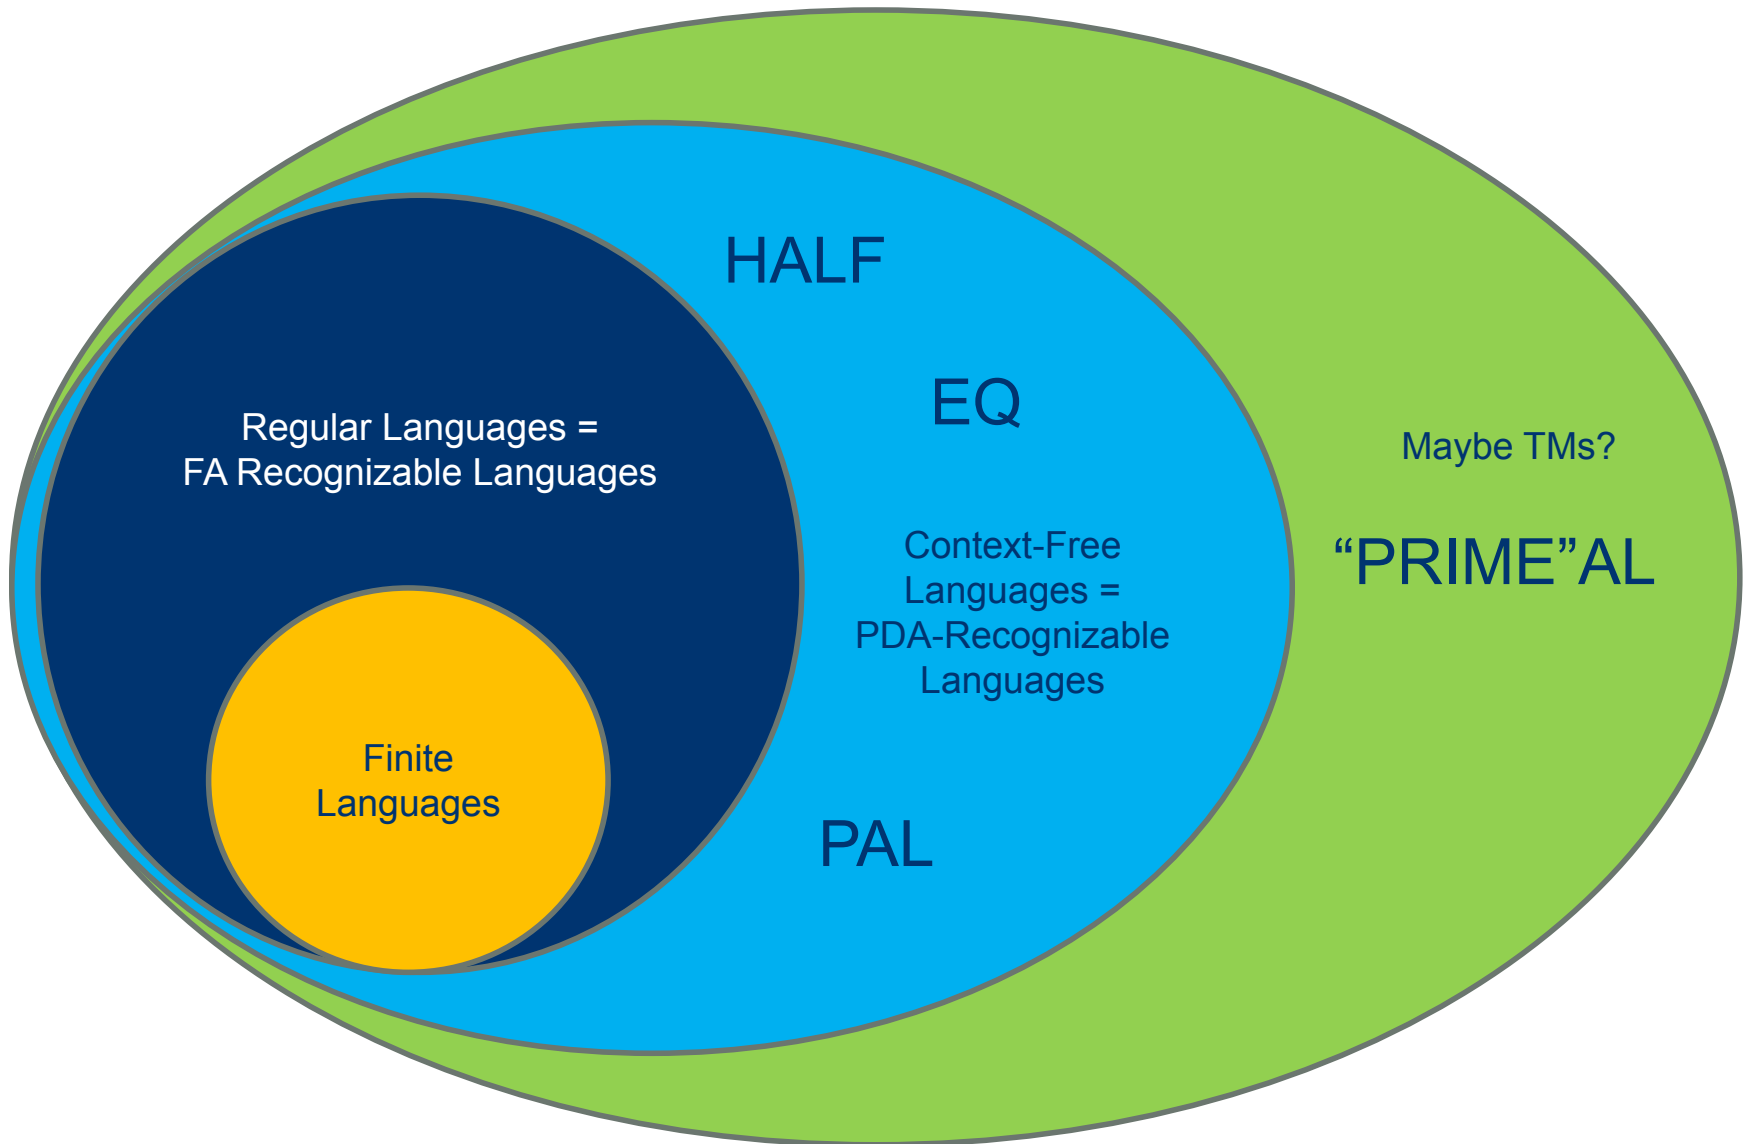 HALF
EQ
Regular Languages =
FA Recognizable Languages
Maybe TMs?
“PRIME”AL
Context-Free
Languages =
PDA-Recognizable
Languages
Finite
Languages
PAL